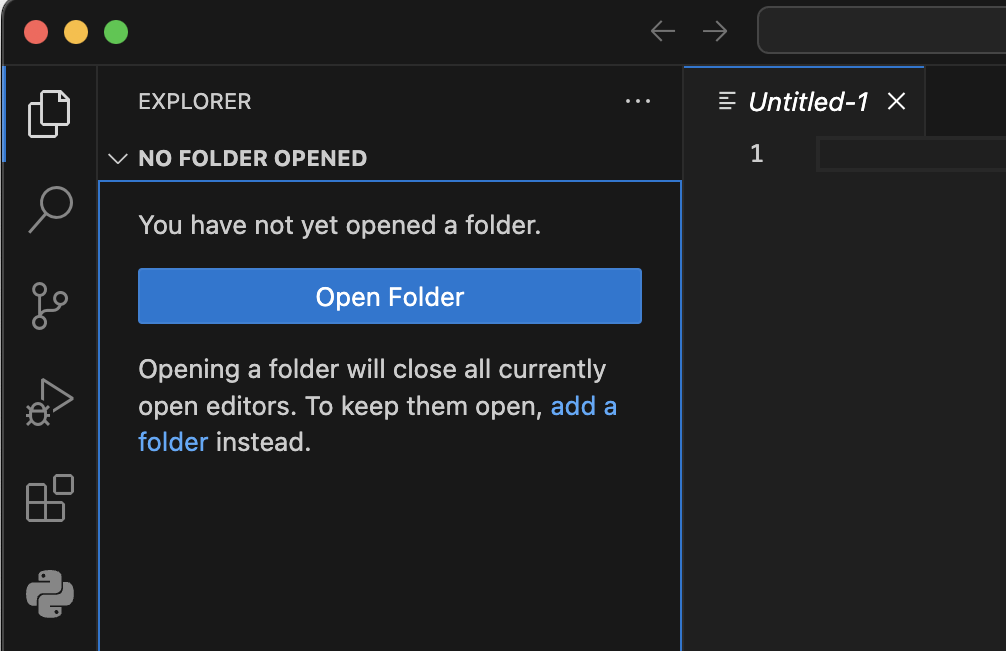 EXPLORER
···
Untitled-1
NO FOLDER OPENED
1
You have not yet opened a folder.
Open Folder
Opening a folder will close all currently
open editors. To keep them open, add a
folder instead.